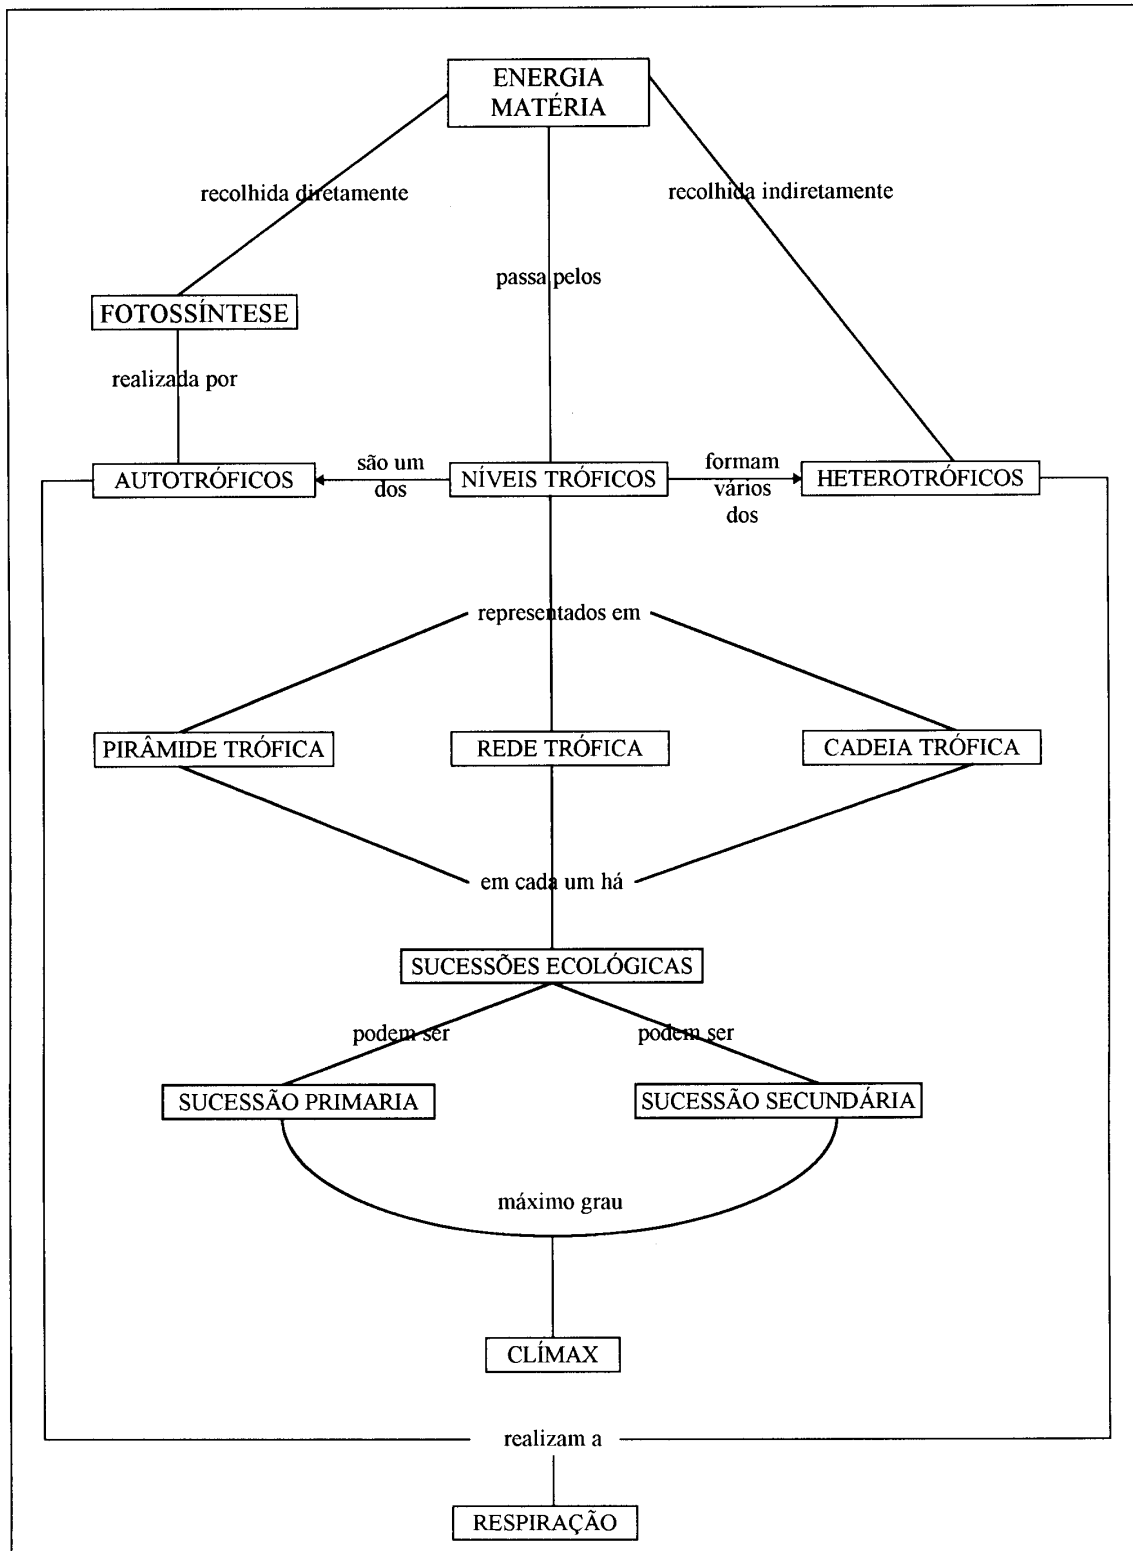 ENERGIA
MATÉRIA
recolhida diretamente
recolhida indiretamente
passa pelos
FOTOSSÍNTESE
realizada por
AUTOTRÓFICOS
são um
dos
NÍVEIS TRÓFICOS
formam
vários
dos
HETEROTRÓFICOS
representados em
PIRÂMIDE TRÓFICA
REDE TRÓFICA
CADEIA TRÓFICA
em cada um há
SUCESSÕES ECOLÓGICAS
podem ser
podem ser
SUCESSÃO PRIMARIA
SUCESSÃO SECUNDÁRIA
máximo grau
CLÍMAX
realizam a
RESPIRAÇÃO